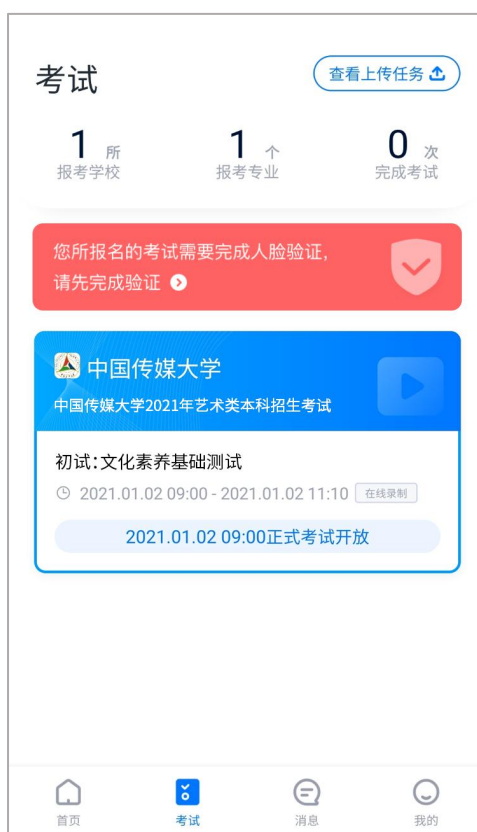 考试
查看上传任务
1 所
报考学校
1 个
报考专业
0 次
完成考试
您所报名的考试需要完成人脸验证，
请先完成验证
中国传媒大学
中国传媒大学2021年艺术类本科招生考试
初试：文化素养基础测试
2021.01.02 09:00 - 2021.01.02 11:10 在线录制
2021.01.02 09:00正式考试开放
首页
考试
消息
我的